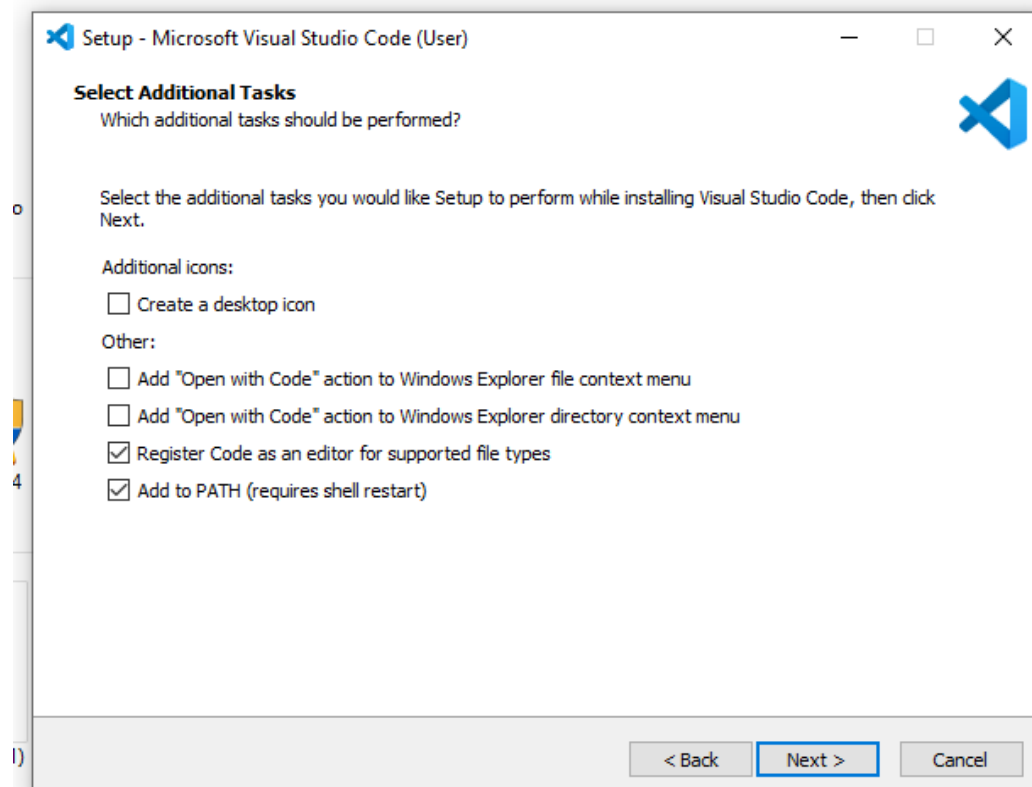 Setup - Microsoft Visual Studio Code (User)
Select Additional Tasks
Which additional tasks should be performed?
Select the additional tasks you would like Setup to perform while installing Visual Studio Code, then click
Next.
Additional icons:
Create a desktop icon
Other:
Add "Open with Code" action to Windows Explorer file context menu
Add "Open with Code" action to Windows Explorer directory context menu
Register Code as an editor for supported file types
Add to PATH (requires shell restart)
< Back
Next >
Cancel
o
4